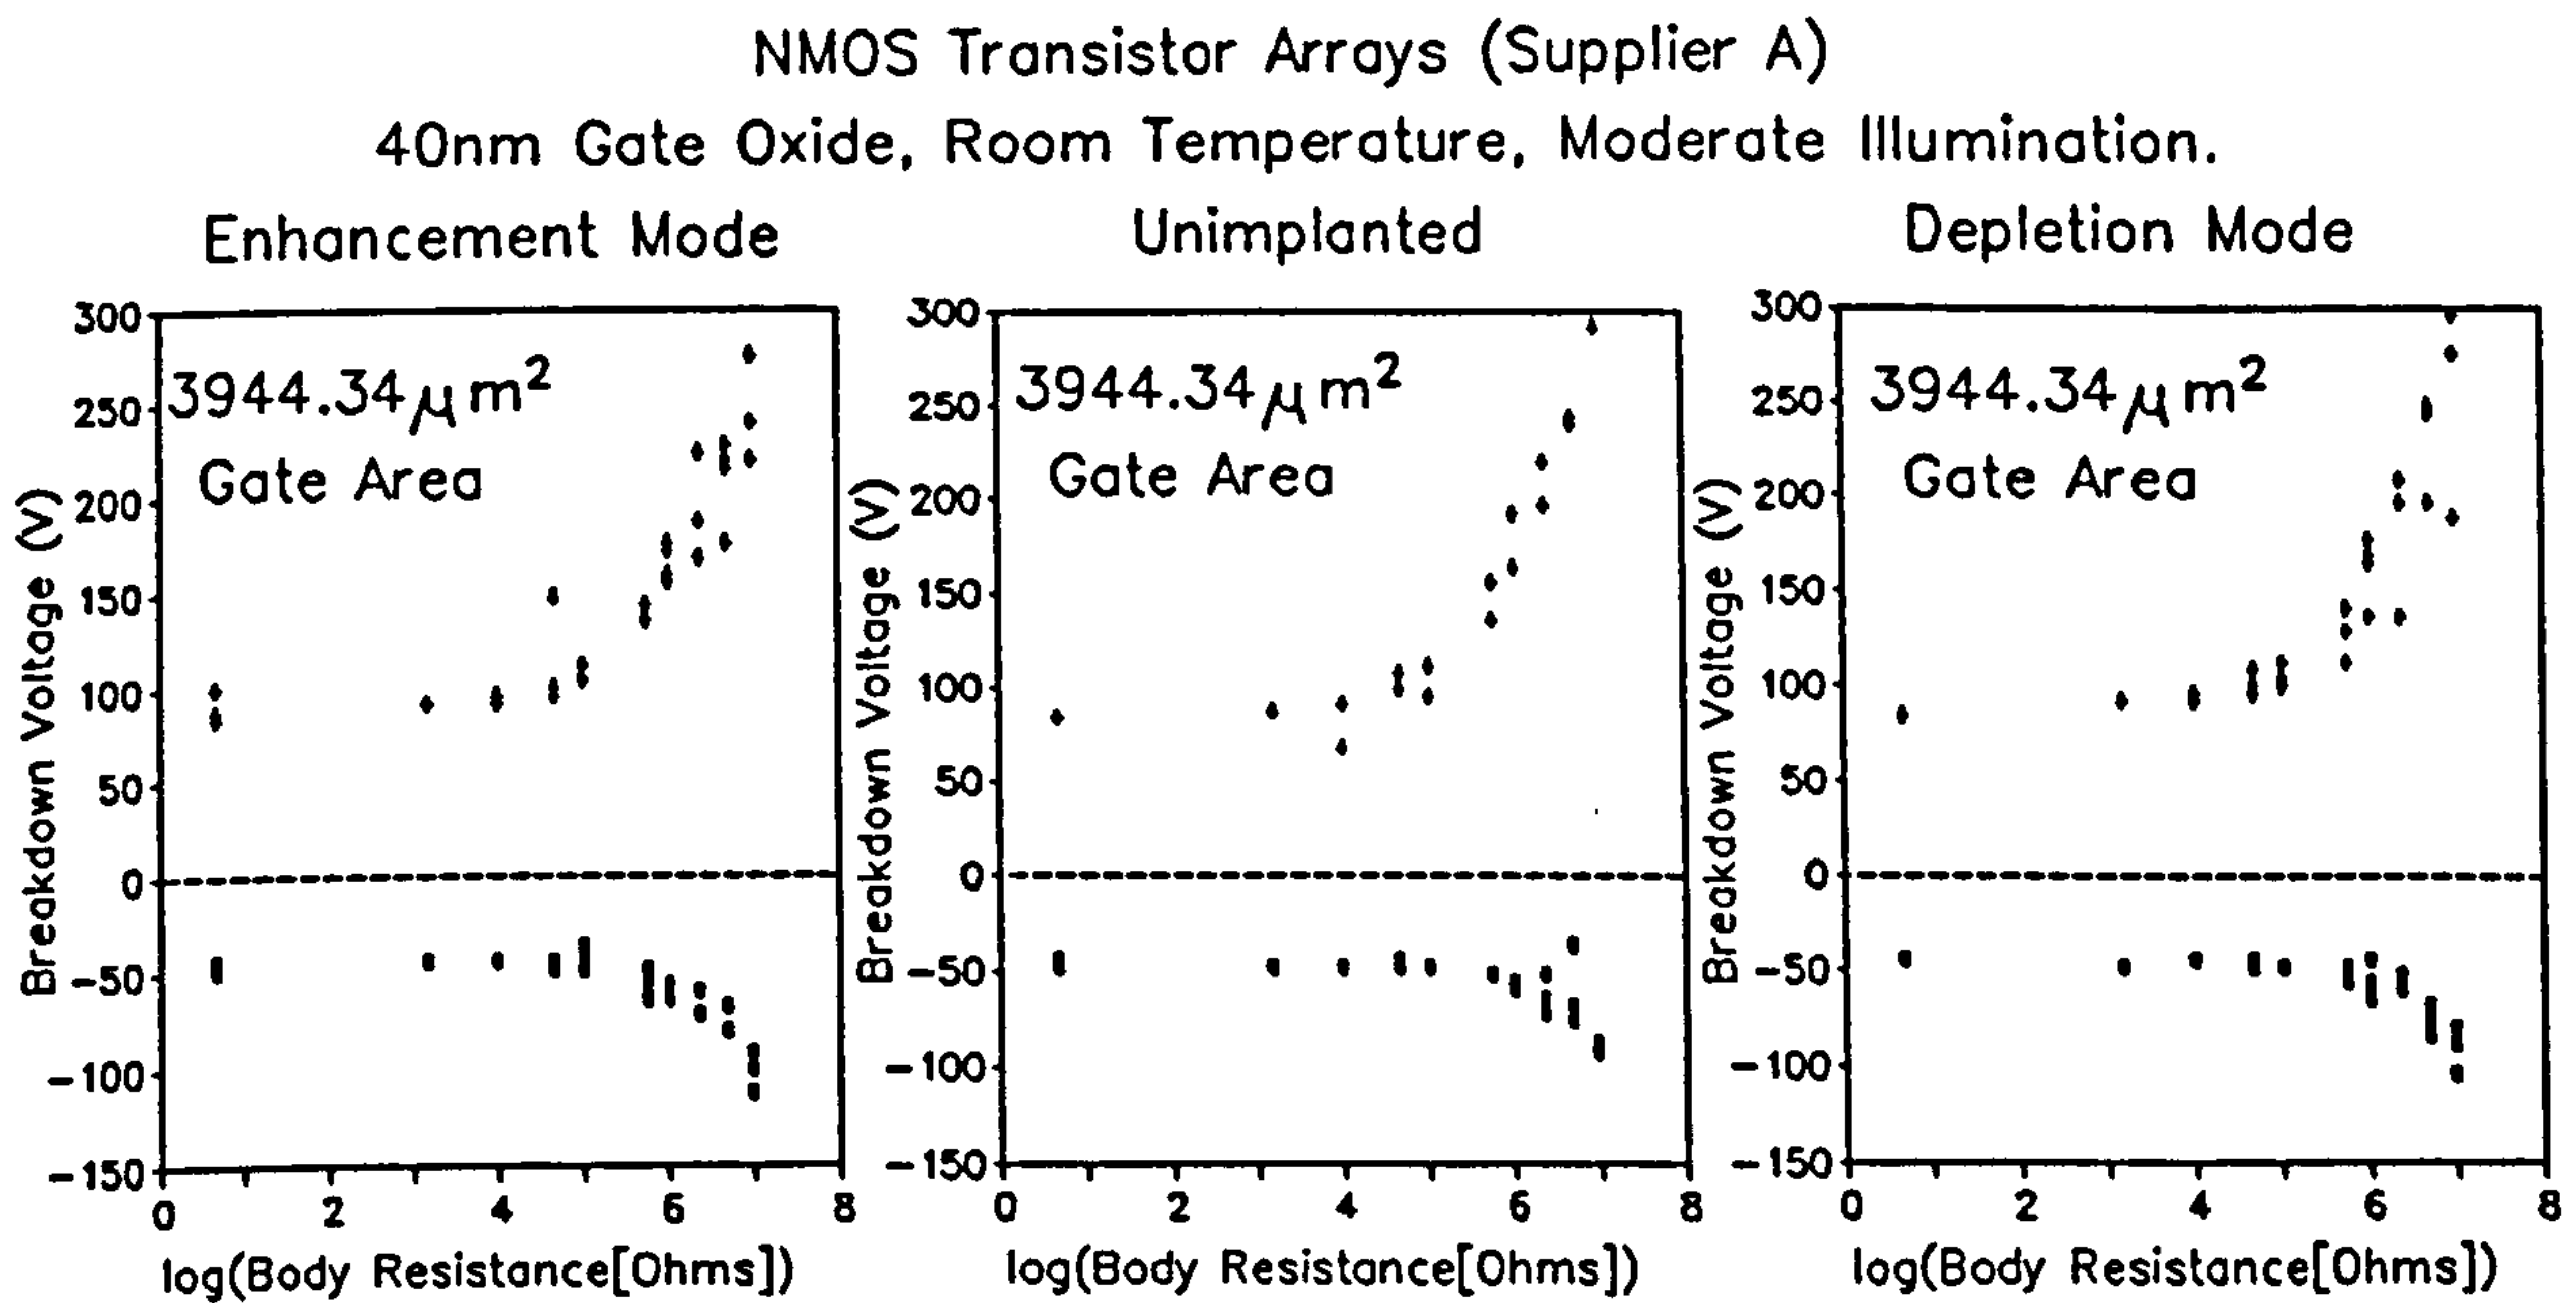 NMOS Transistor Arrays (Supplier A)
40nm Gate Oxide, Room Temperature, Moderate Illumination.
Enhancement Mode
3944.34μm²
Gate Area
Breakdown Voltage (V)
300
250
200
150
100
50
0
-50
-100
-150
0 2 4 6 8
log(Body Resistance[Ohms])
Unimplanted
3944.34μm²
Gate Area
Breakdown Voltage (V)
300
250
200
150
100
50
0
-50
-100
-150
0 2 4 6 8
log(Body Resistance[Ohms])
Depletion Mode
3944.34μm²
Gate Area
Breakdown Voltage (V)
300
250
200
150
100
50
0
-50
-100
-150
0 2 4 6 8
log(Body Resistance[Ohms])